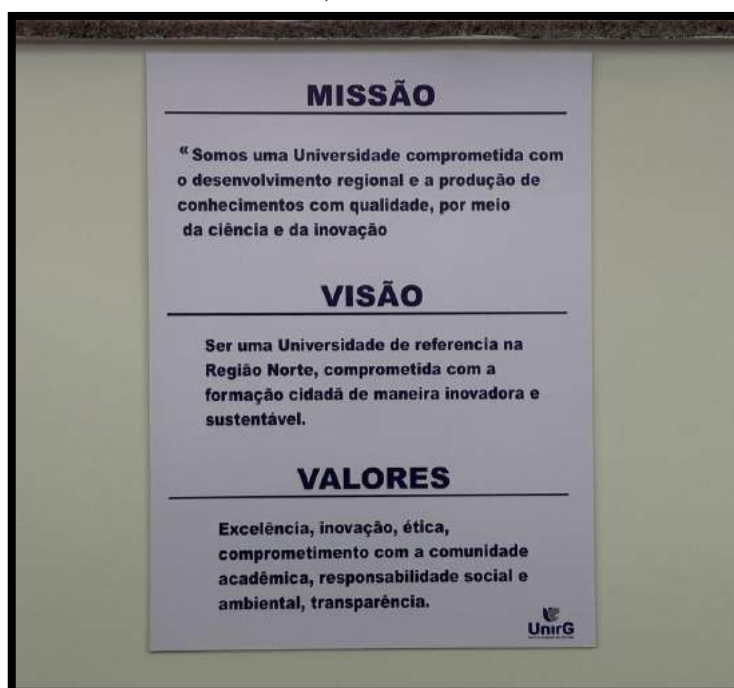 MISSÃO
“Somos uma Universidade comprometida com
o desenvolvimento regional e a produção de
conhecimentos com qualidade, por meio
da ciência e da inovação
VISÃO
Ser uma Universidade de referencia na
Região Norte, comprometida com a
formação cidadã de maneira inovadora e
sustentável.
VALORES
Excelência, inovação, ética,
comprometimento com a comunidade
acadêmica, responsabilidade social e
ambiental, transparência.
UnirG